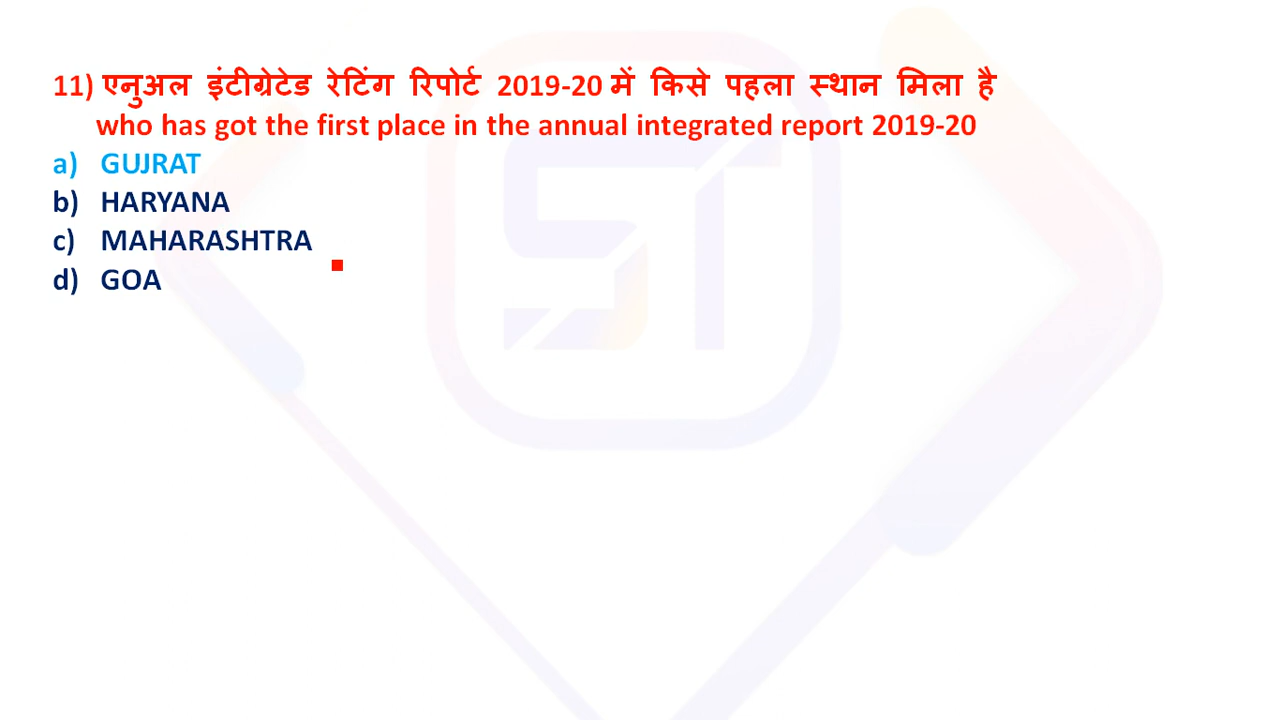 11) एनुअल इंटीग्रेटेड रेटिंग रिपोर्ट 2019-20 में किसे पहला स्थान मिला है
who has got the first place in the annual integrated report 2019-20
a) GUJRAT
b) HARYANA
c) MAHARASHTRA
d) GOA